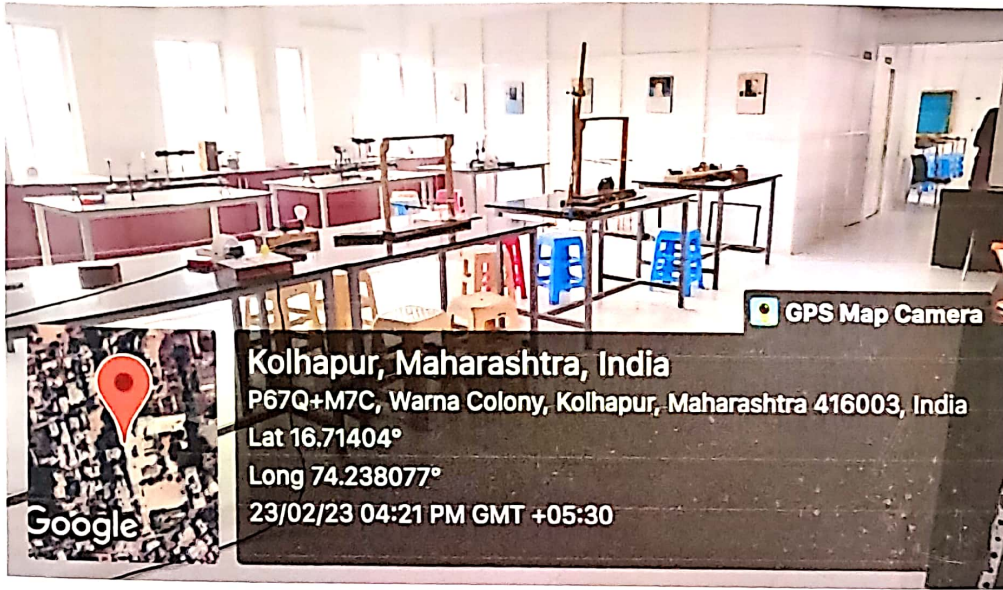 GPS Map Camera
Kolhapur, Maharashtra, India
P67Q+M7C, Warna Colony, Kolhapur, Maharashtra 416003, India
Lat 16.71404°
Long 74.238077°
23/02/23 04:21 PM GMT +05:30
Google